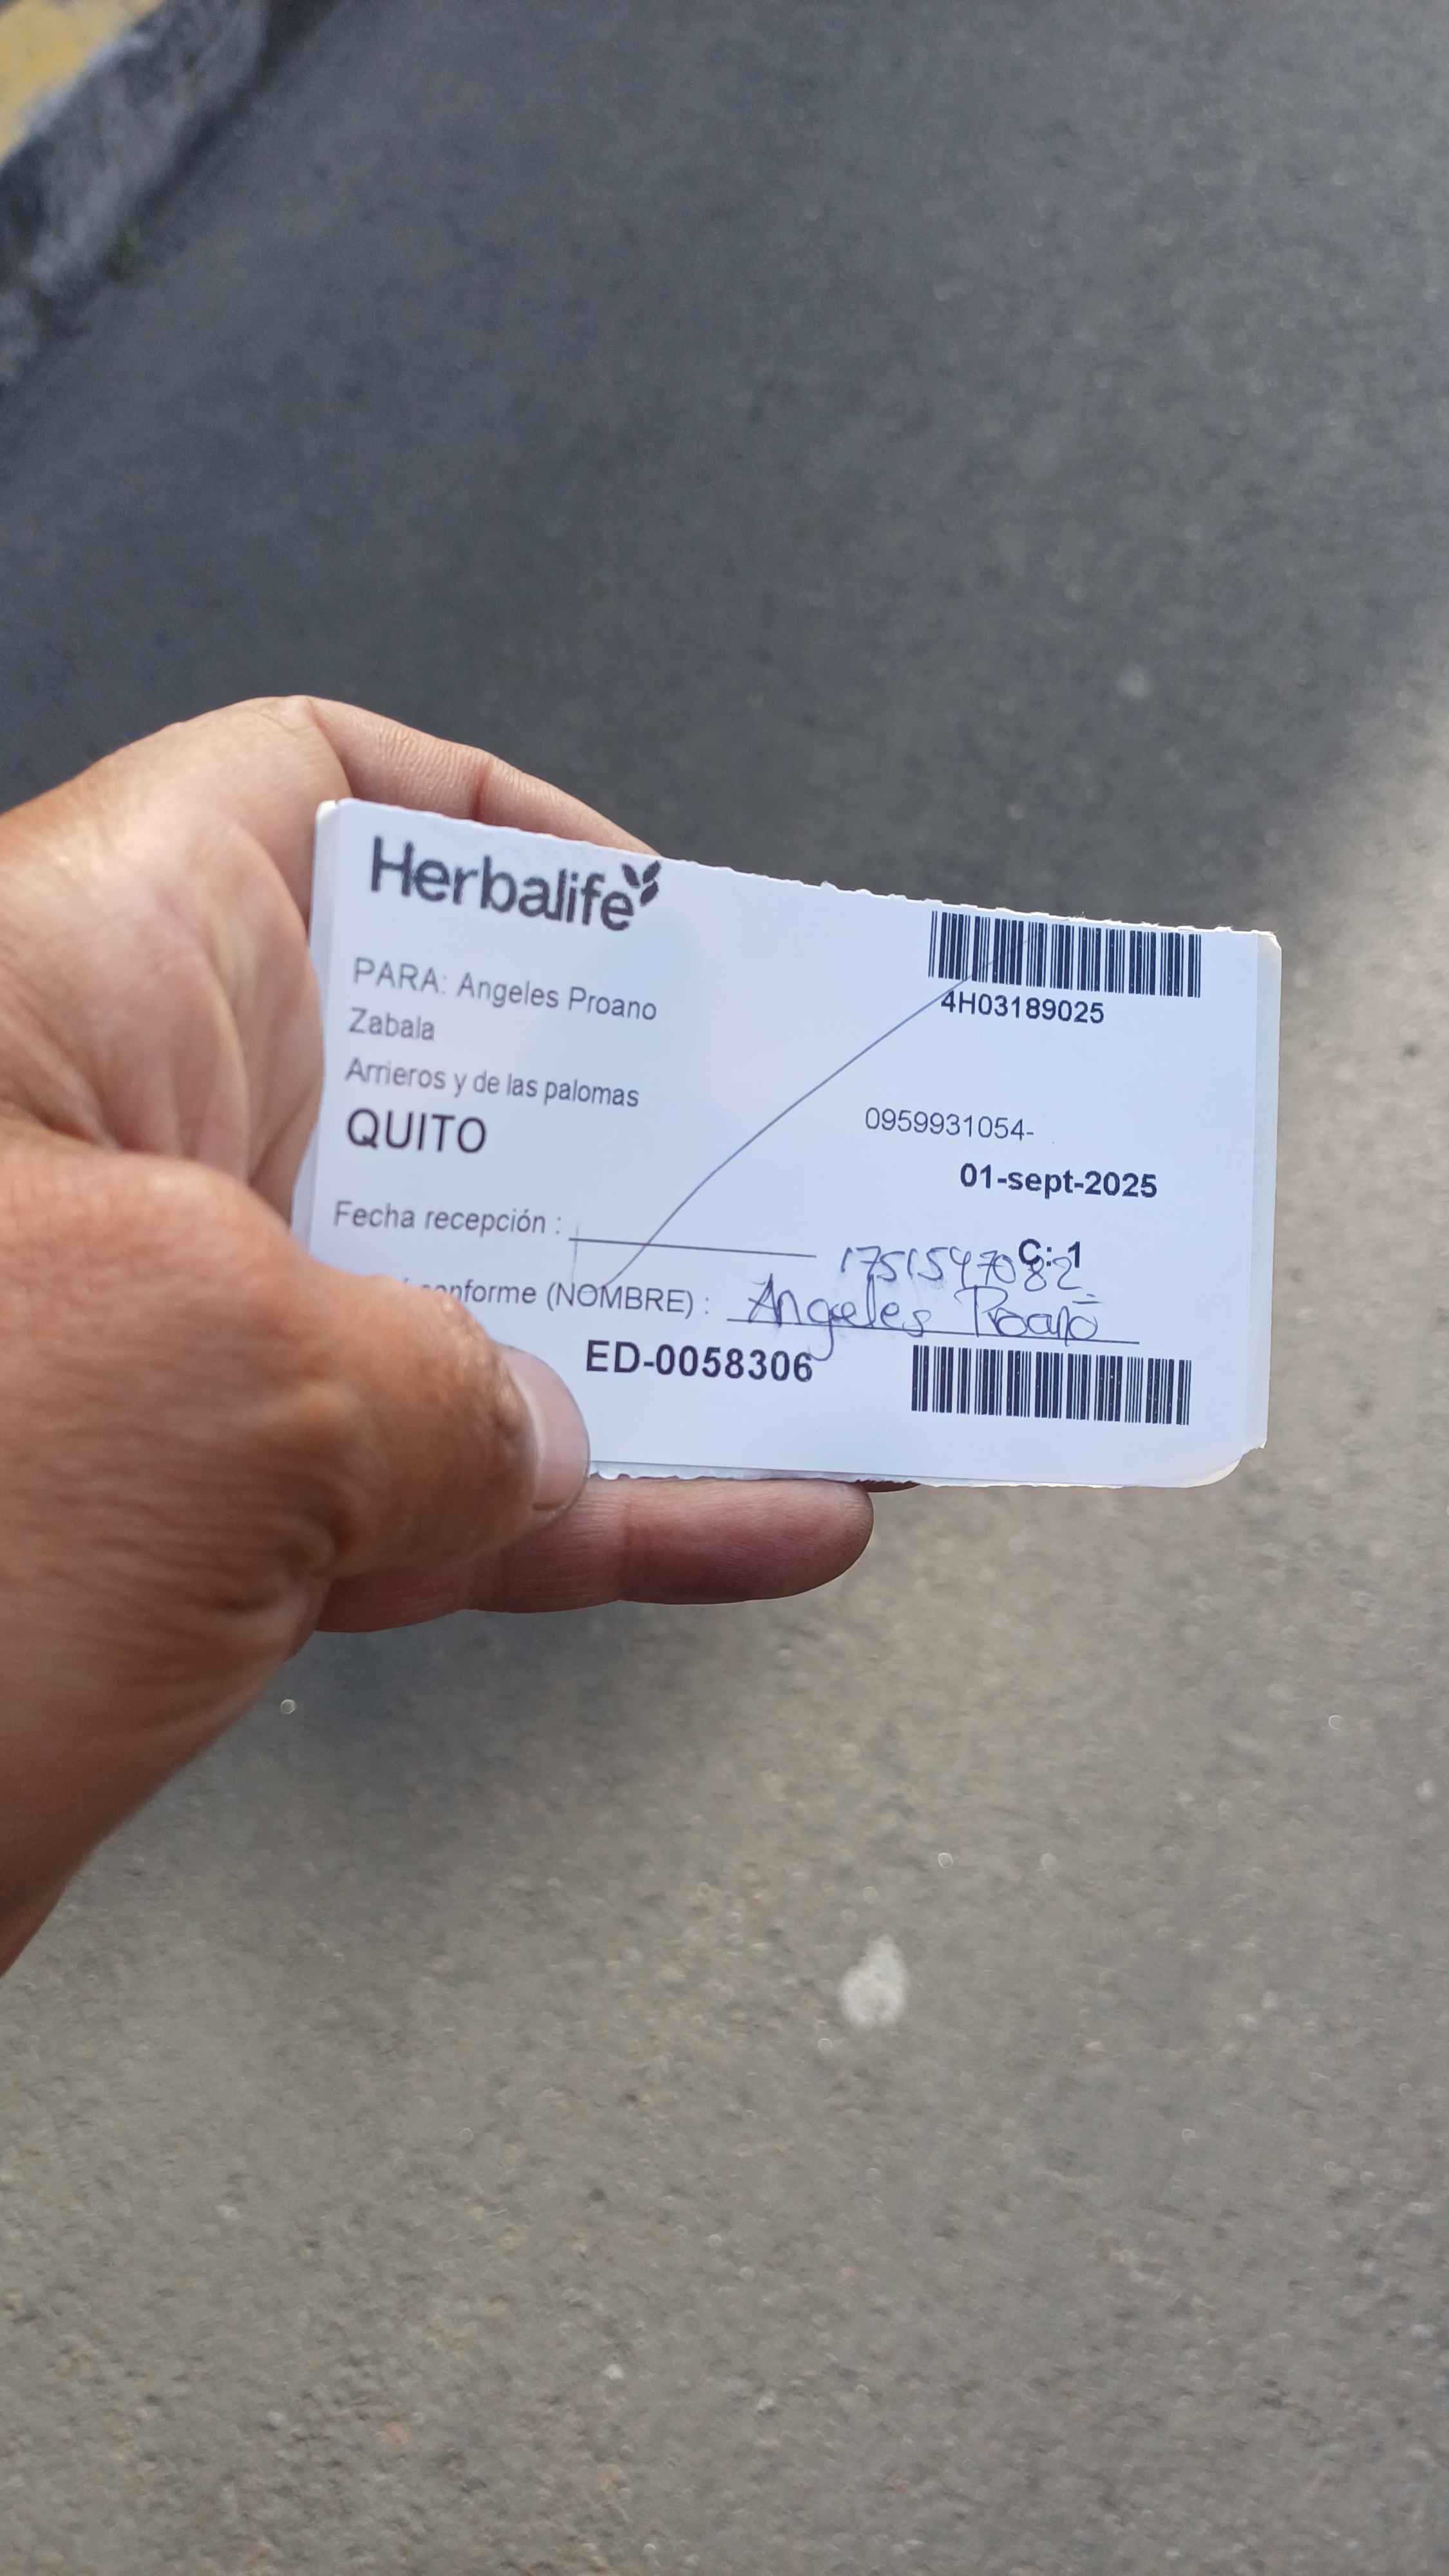 Herbalife
4H03189025
PARA: Angeles Proano
Zabala
Arrieros y de las palomas
QUITO
0959931054-
01-sept-2025
Fecha recepción :
C: 1
1751547082
conforme (NOMBRE) : Angeles Proaño
ED-0058306